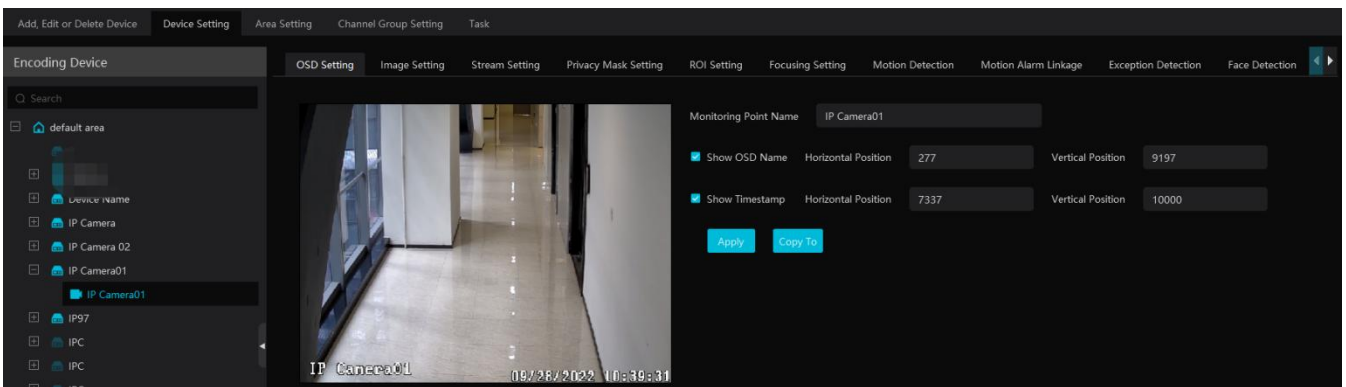 Add, Edit or Delete Device Device Setting Area Setting Channel Group Setting Task
Encoding Device
OSD Setting Image Setting Stream Setting Privacy Mask Setting ROI Setting Focusing Setting Motion Detection Motion Alarm Linkage Exception Detection Face Detection
Search
default area
Device Name
IP Camera
IP Camera 02
IP Camera01
IP Camera01
IP97
IPC
IPC
IP Camera01
09/28/2022 10:39:31
Monitoring Point Name IP Camera01
Show OSD Name Horizontal Position 277 Vertical Position 9197
Show Timestamp Horizontal Position 7337 Vertical Position 10000
Apply Copy To